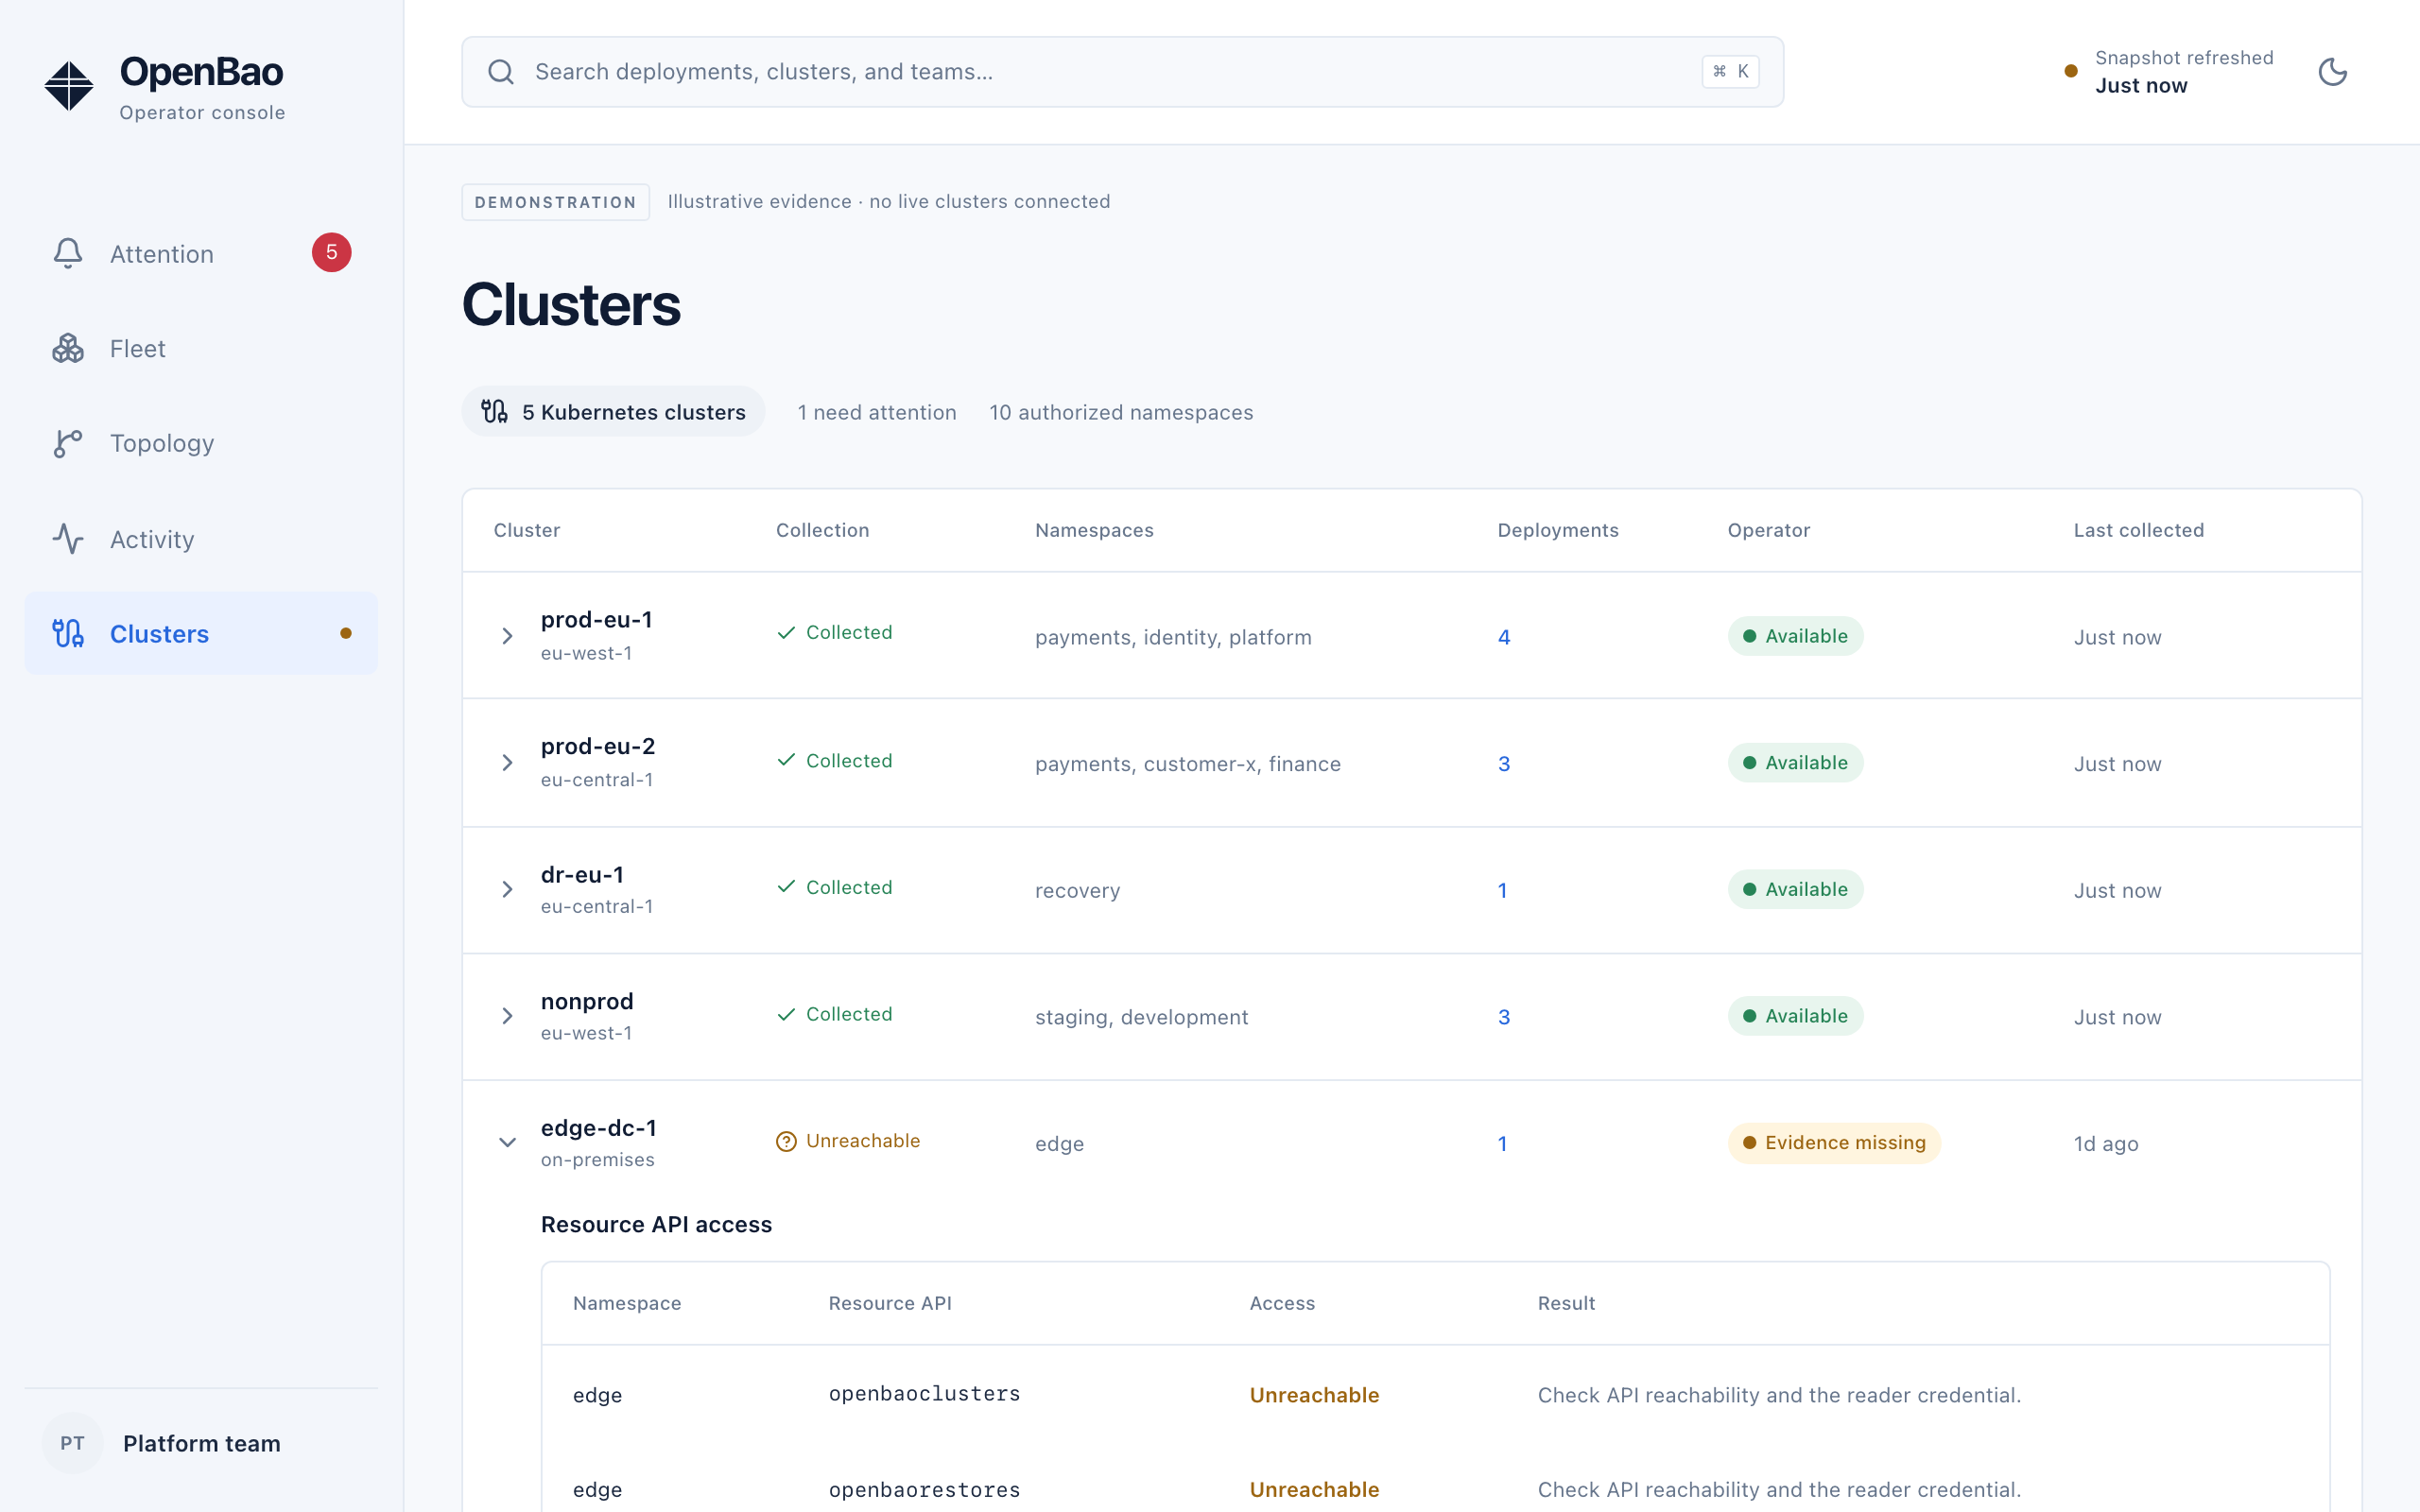 OpenBao
Operator console
Attention 5
Fleet
Topology
Activity
Clusters
PT Platform team
Search deployments, clusters, and teams... ⌘ K
Snapshot refreshed
Just now
DEMONSTRATION Illustrative evidence · no live clusters connected
Clusters
5 Kubernetes clusters 1 need attention 10 authorized namespaces
Cluster Collection Namespaces Deployments Operator Last collected
prod-eu-1
eu-west-1
Collected payments, identity, platform 4 Available Just now
prod-eu-2
eu-central-1
Collected payments, customer-x, finance 3 Available Just now
dr-eu-1
eu-central-1
Collected recovery 1 Available Just now
nonprod
eu-west-1
Collected staging, development 3 Available Just now
edge-dc-1
on-premises
Unreachable edge 1 Evidence missing 1d ago
Resource API access
Namespace Resource API Access Result
edge openbaoclusters Unreachable Check API reachability and the reader credential.
edge openbaorestores Unreachable Check API reachability and the reader credential.